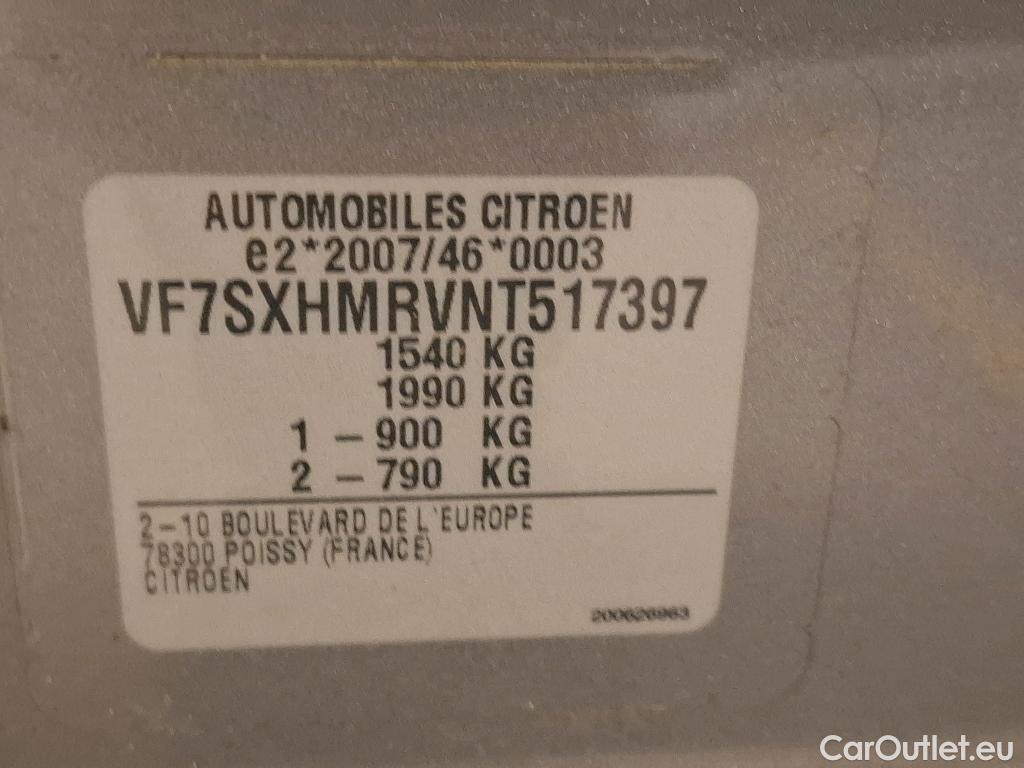 AUTOMOBILES CITROEN
e2*2007/46*0003
VF7SXHMRVNT517397
1540 KG
1990 KG
1 - 900 KG
2 - 790 KG
2-10 BOULEVARD DE L'EUROPE
78300 POISSY (FRANCE)
CITROEN
200626963
CarOutlet.eu